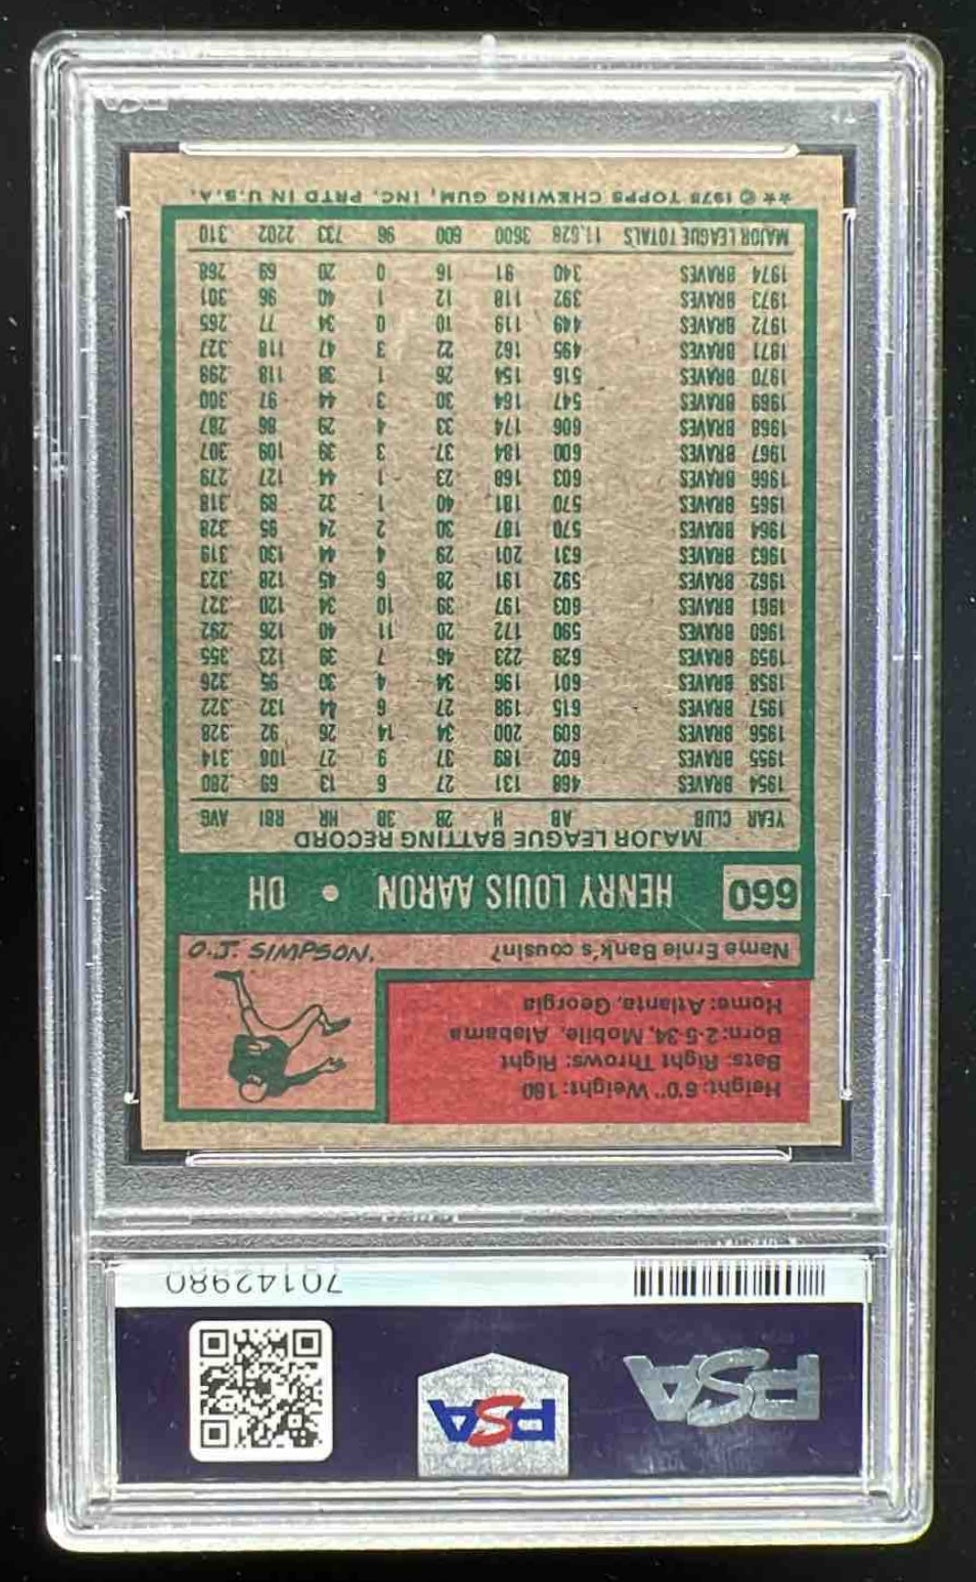 PSA PSA
70142980
Height: 6'0" Weight: 180
Bats: Right Throws: Right
Born: 2-5-34, Mobile, Alabama
Home: Atlanta, Georgia
Name Ernie Bank's cousin?
O.J. SIMPSON.
660 HENRY LOUIS AARON • DH
MAJOR LEAGUE BATTING RECORD
YEAR CLUB AB H 2B 3B HR RBI AVG
1954 BRAVES 468 131 27 6 13 69 280
1955 BRAVES 602 189 37 9 27 106 314
1956 BRAVES 609 200 34 14 26 92 328
1957 BRAVES 615 198 27 6 44 132 322
1958 BRAVES 601 196 34 4 30 95 326
1959 BRAVES 629 223 46 7 39 123 355
1960 BRAVES 590 172 20 11 40 126 292
1961 BRAVES 603 197 39 10 34 120 327
1962 BRAVES 592 191 28 6 45 128 323
1963 BRAVES 631 201 29 4 44 130 319
1964 BRAVES 570 187 30 2 24 95 328
1965 BRAVES 570 181 40 1 32 89 318
1966 BRAVES 603 168 23 1 44 127 279
1967 BRAVES 600 184 37 3 39 109 307
1968 BRAVES 606 174 33 4 29 86 287
1969 BRAVES 547 164 30 3 44 97 300
1970 BRAVES 516 154 26 1 38 118 299
1971 BRAVES 495 162 22 3 47 118 327
1972 BRAVES 449 119 10 0 34 77 265
1973 BRAVES 392 118 12 1 40 96 301
1974 BRAVES 340 91 16 0 20 69 268
MAJOR LEAGUE TOTALS 11,628 3600 600 96 733 2202 310
** © 1975 TOPPS CHEWING GUM, INC. PRTD IN U.S.A.
PSA